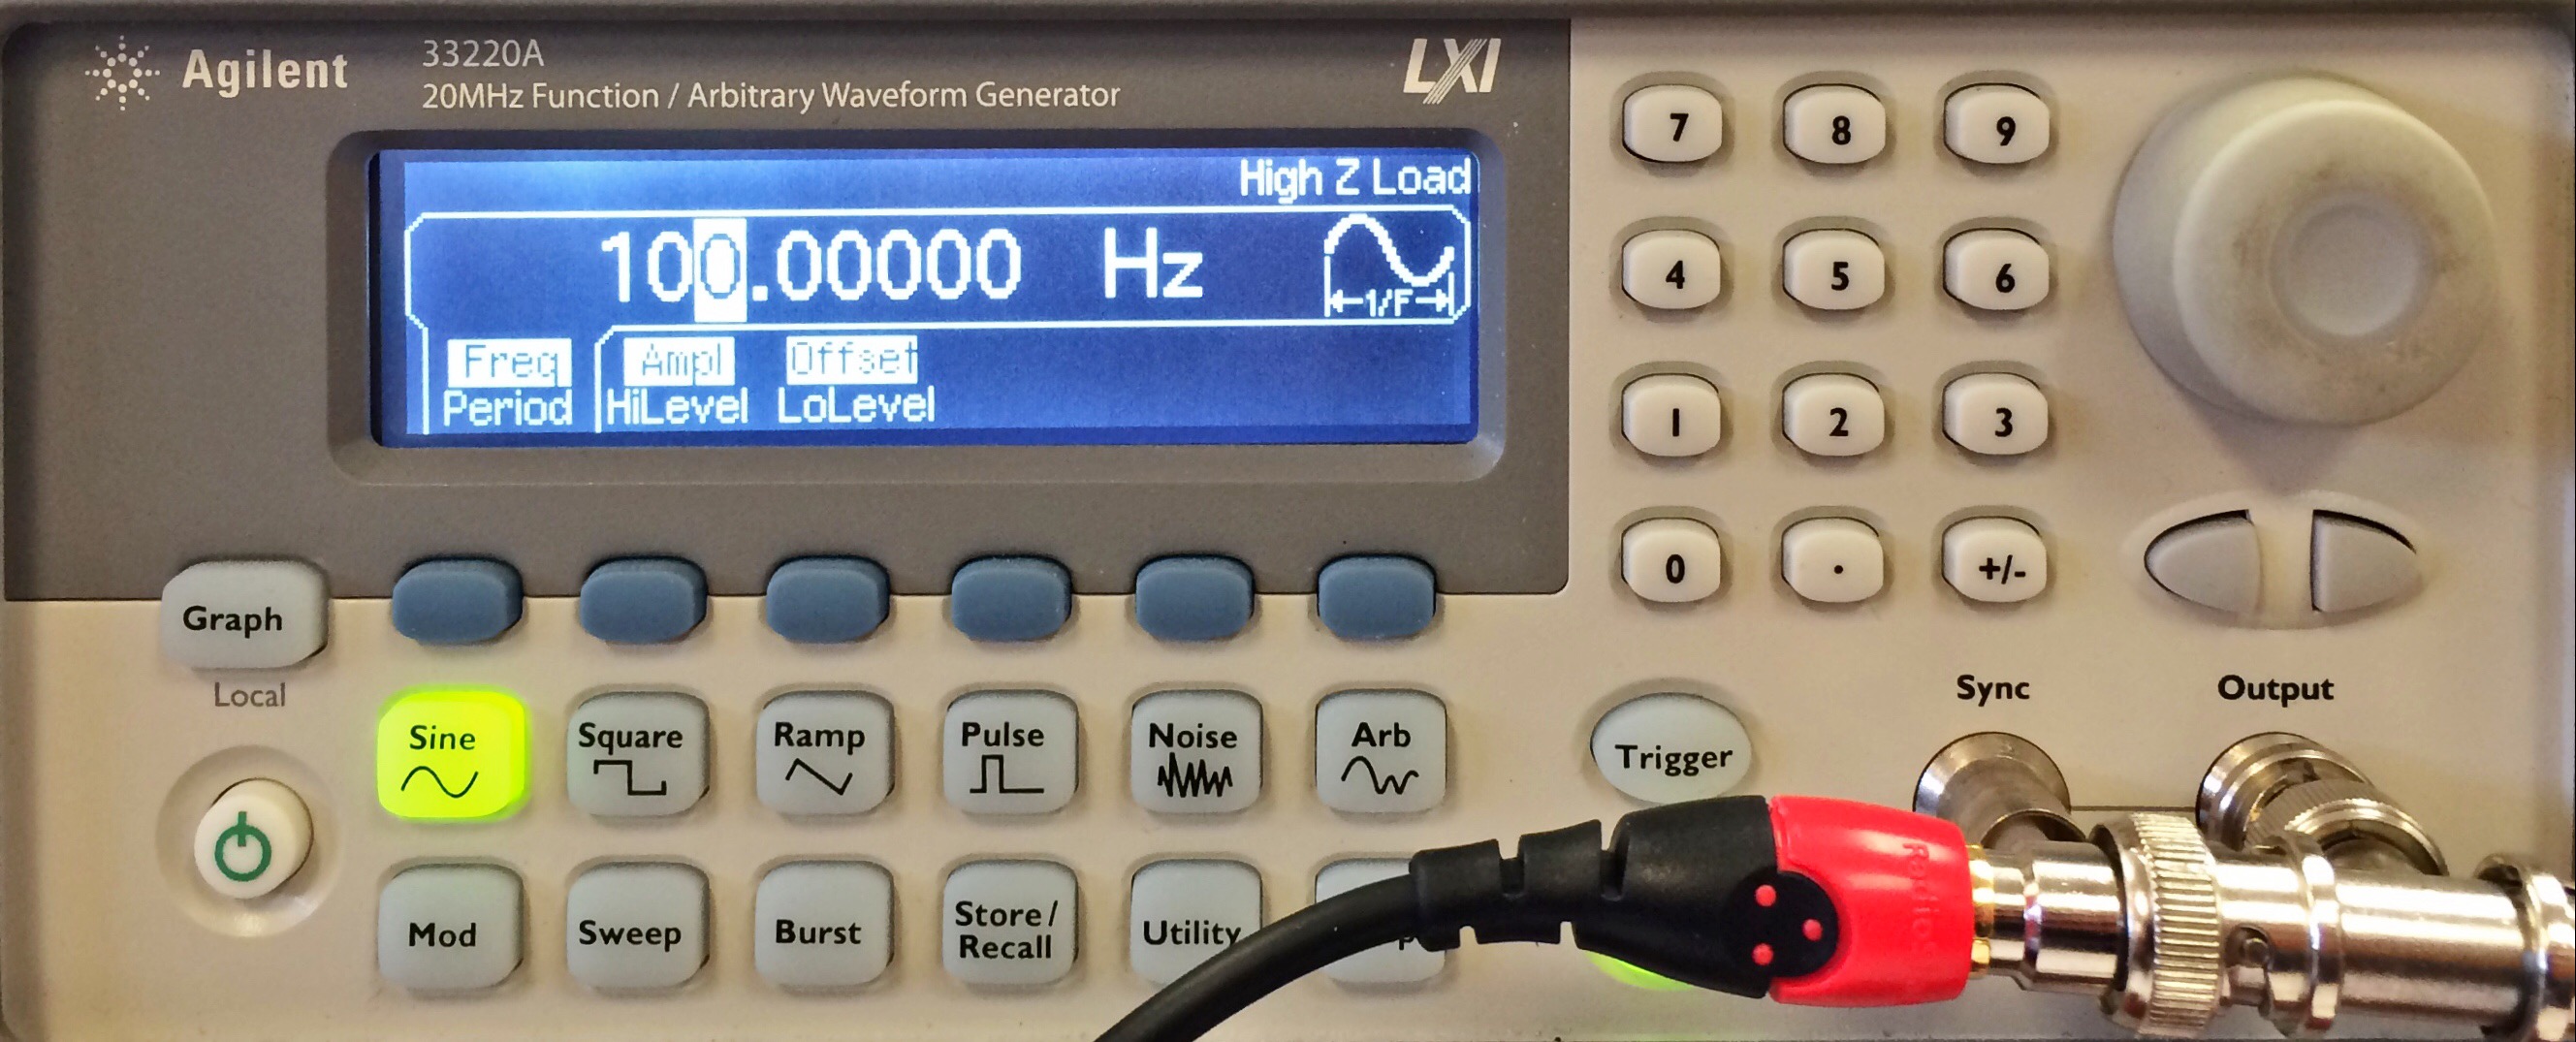 Agilent
33220A
20MHz Function / Arbitrary Waveform Generator
LXI
High Z Load
100.00000 Hz
1/F
Freq Ampl Offset
Period HiLevel LoLevel
7 8 9
4 5 6
1 2 3
0 . +/-
Graph
Local
Sine Square Ramp Pulse Noise Arb
Trigger
Sync Output
Mod Sweep Burst Store/
Recall Utility